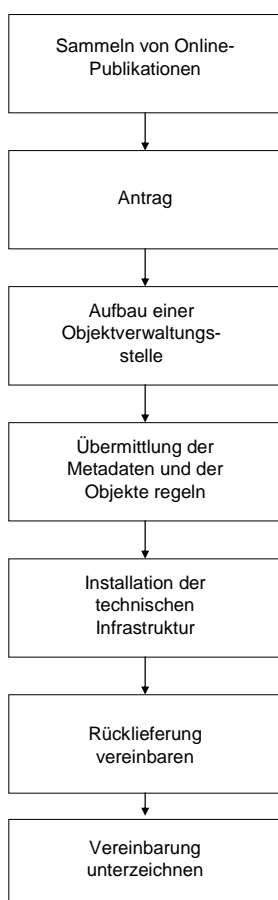 Sammeln von Online-
Publikationen
Antrag
Aufbau einer
Objektverwaltungs-
stelle
Übermittlung der
Metadaten und der
Objekte regeln
Installation der
technischen
Infrastruktur
Rücklieferung
vereinbaren
Vereinbarung
unterzeichnen